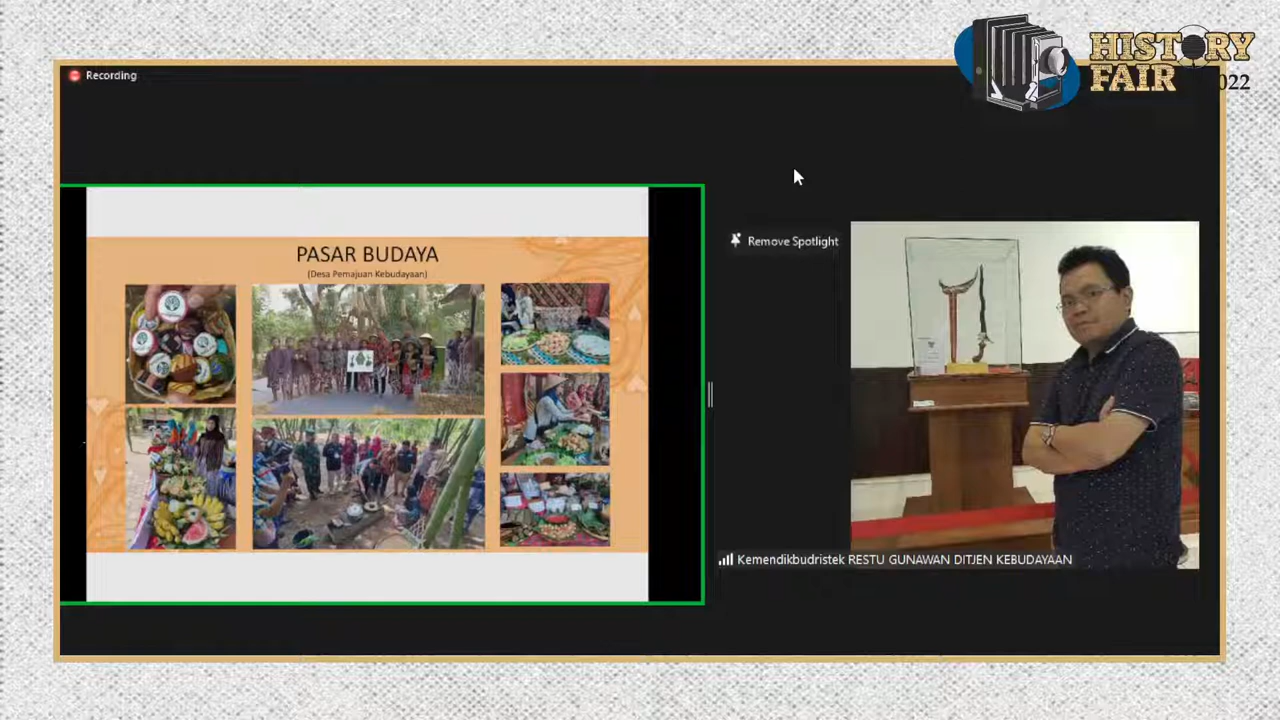 Recording
HISTORY
FAIR 2022
PASAR BUDAYA
(Desa Pemajuan Kebudayaan)
Remove Spotlight
Kemendikbudristek RESTU GUNAWAN DITJEN KEBUDAYAAN